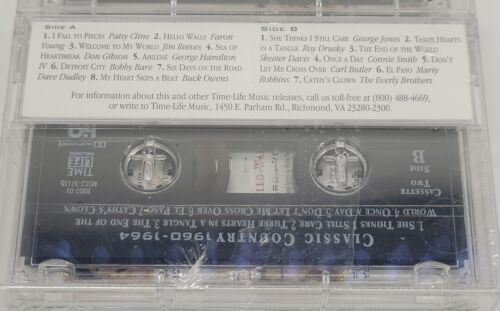 SIDE A
1. I FALL TO PIECES Patsy Cline 2. HELLO WALLS Faron
Young 3. WELCOME TO MY WORLD Jim Reeves 4. SEA OF
HEARTBREAK Don Gibson 5. ABILENE George Hamilton
IV 6. DETROIT CITY Bobby Bare 7. SIX DAYS ON THE ROAD
Dave Dudley 8. MY HEART SKIPS A BEAT Buck Owens
SIDE B
1. SHE THINKS I STILL CARE George Jones 2. THREE HEARTS
IN A TANGLE Roy Drusky 3. THE END OF THE WORLD
Skeeter Davis 4. ONCE A DAY Connie Smith 5. DON'T
LET ME CROSS OVER Carl Butler 6. EL PASO Marty
Robbins 7. CATHY'S CLOWN The Everly Brothers
For information about this and other Time-Life Music releases, call us toll-free at (800) 488-4669,
or write to Time-Life Music, 1450 E. Parham Rd., Richmond, VA 23280-2300.
CLASSIC COUNTRY 1960-1964
1. SHE THINKS I STILL CARE / 2. THREE HEARTS IN A TANGLE / 3. THE END OF THE
WORLD / 4. ONCE A DAY / 5. DON'T LET ME CROSS OVER / 6. EL PASO / 7. CATHY'S CLOWN
CASSETTE
TWO
SIDE
B
TIME
LIFE
MUSIC
R802-01